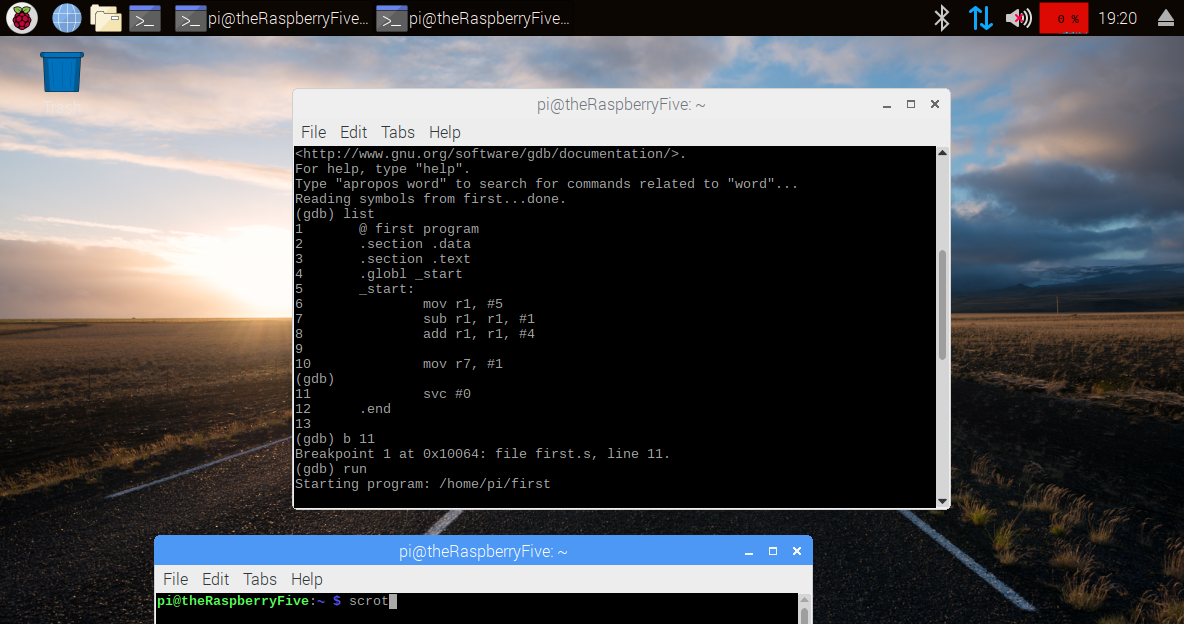 pi@theRaspberryFive... pi@theRaspberryFive... 0 % 19:20
Trash
pi@theRaspberryFive: ~
File Edit Tabs Help
<http://www.gnu.org/software/gdb/documentation/>.
For help, type "help".
Type "apropos word" to search for commands related to "word"...
Reading symbols from first...done.
(gdb) list
1       @ first program
2       .section .data
3       .section .text
4       .globl _start
5       _start:
6               mov r1, #5
7               sub r1, r1, #1
8               add r1, r1, #4
9
10              mov r7, #1
(gdb)
11              svc #0
12      .end
13
(gdb) b 11
Breakpoint 1 at 0x10064: file first.s, line 11.
(gdb) run
Starting program: /home/pi/first
pi@theRaspberryFive: ~
File Edit Tabs Help
pi@theRaspberryFive:~ $ scrot